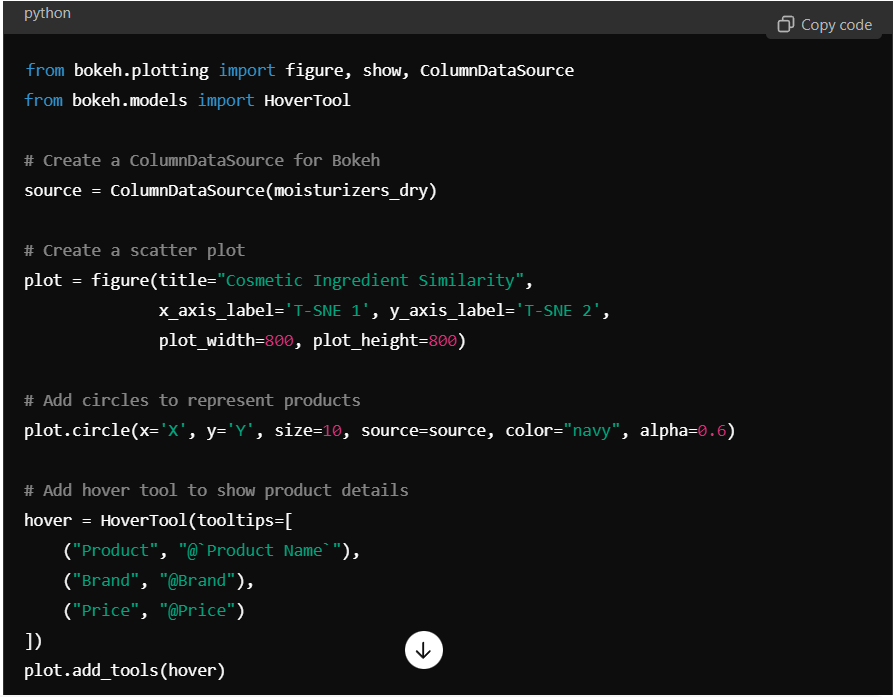 python
Copy code
from bokeh.plotting import figure, show, ColumnDataSource
from bokeh.models import HoverTool
# Create a ColumnDataSource for Bokeh
source = ColumnDataSource(moisturizers_dry)
# Create a scatter plot
plot = figure(title="Cosmetic Ingredient Similarity",
              x_axis_label='T-SNE 1', y_axis_label='T-SNE 2',
              plot_width=800, plot_height=800)
# Add circles to represent products
plot.circle(x='X', y='Y', size=10, source=source, color="navy", alpha=0.6)
# Add hover tool to show product details
hover = HoverTool(tooltips=[
    ("Product", "@`Product Name`"),
    ("Brand", "@Brand"),
    ("Price", "@Price")
])
plot.add_tools(hover)